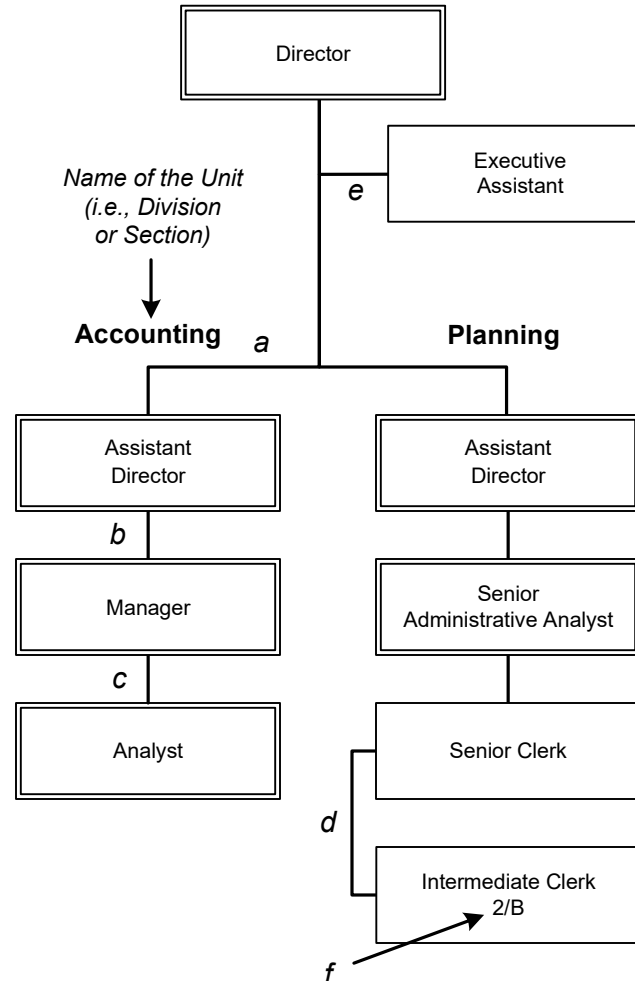 Director
Executive
Assistant
e
Name of the Unit
(i.e., Division
or Section)
Accounting
a
Planning
Assistant
Director
Assistant
Director
b
Manager
Senior
Administrative Analyst
c
Analyst
Senior Clerk
d
Intermediate Clerk
2/B
f